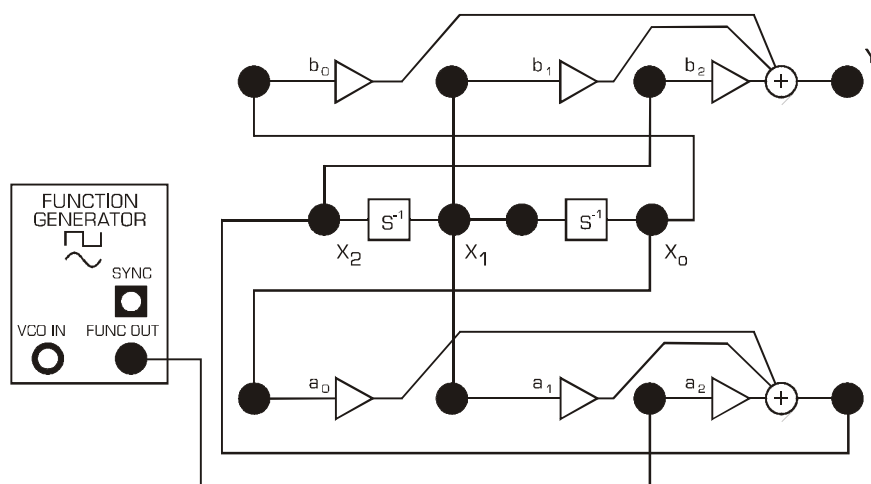 b₀ b₁ b₂ Y
FUNCTION
GENERATOR
SYNC
VCO IN FUNC OUT
S⁻¹ S⁻¹
X₂ X₁ X₀
a₀ a₁ a₂
+
+